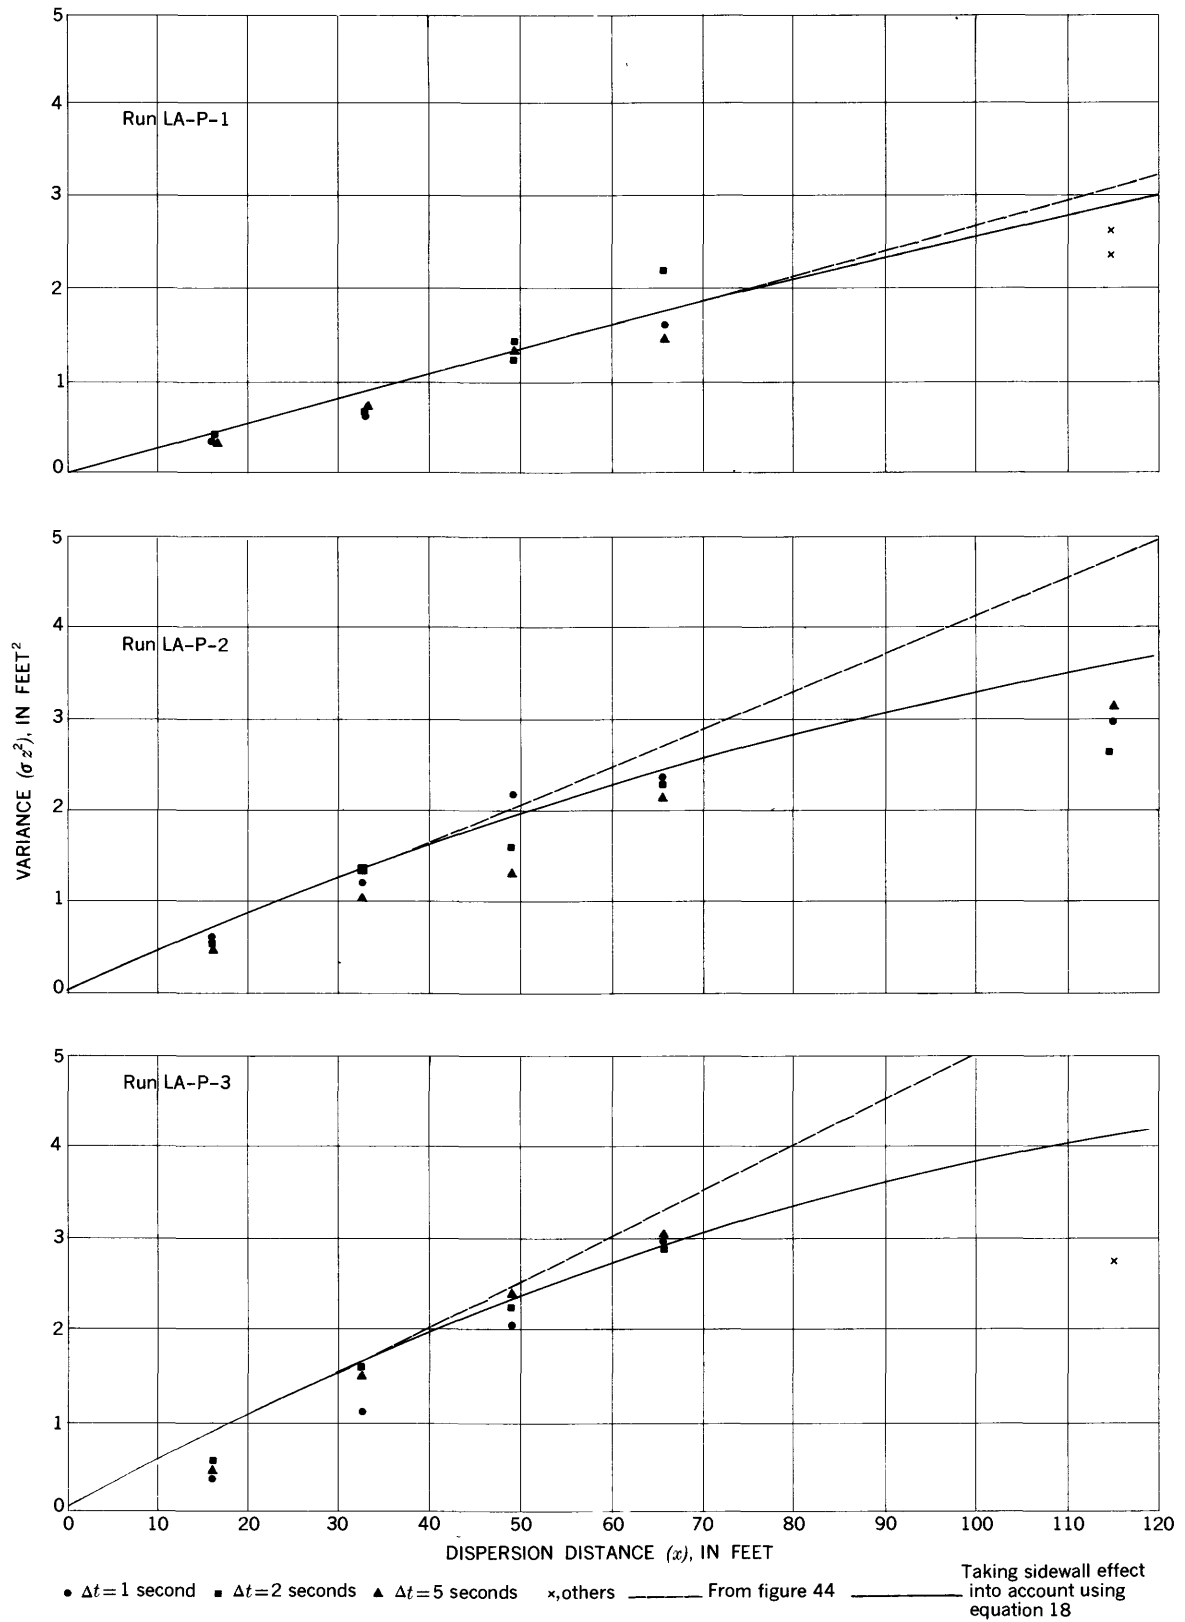 5
4
Run LA-P-1
3
2
1
0
VARIANCE (σ z²), IN FEET²
5
4
Run LA-P-2
3
2
1
0
5
Run LA-P-3
4
3
2
1
0
0 10 20 30 40 50 60 70 80 90 100 110 120
DISPERSION DISTANCE (x), IN FEET
● Δt=1 second ■ Δt=2 seconds ▲ Δt=5 seconds ×,others From figure 44
Taking sidewall effect
into account using
equation 18